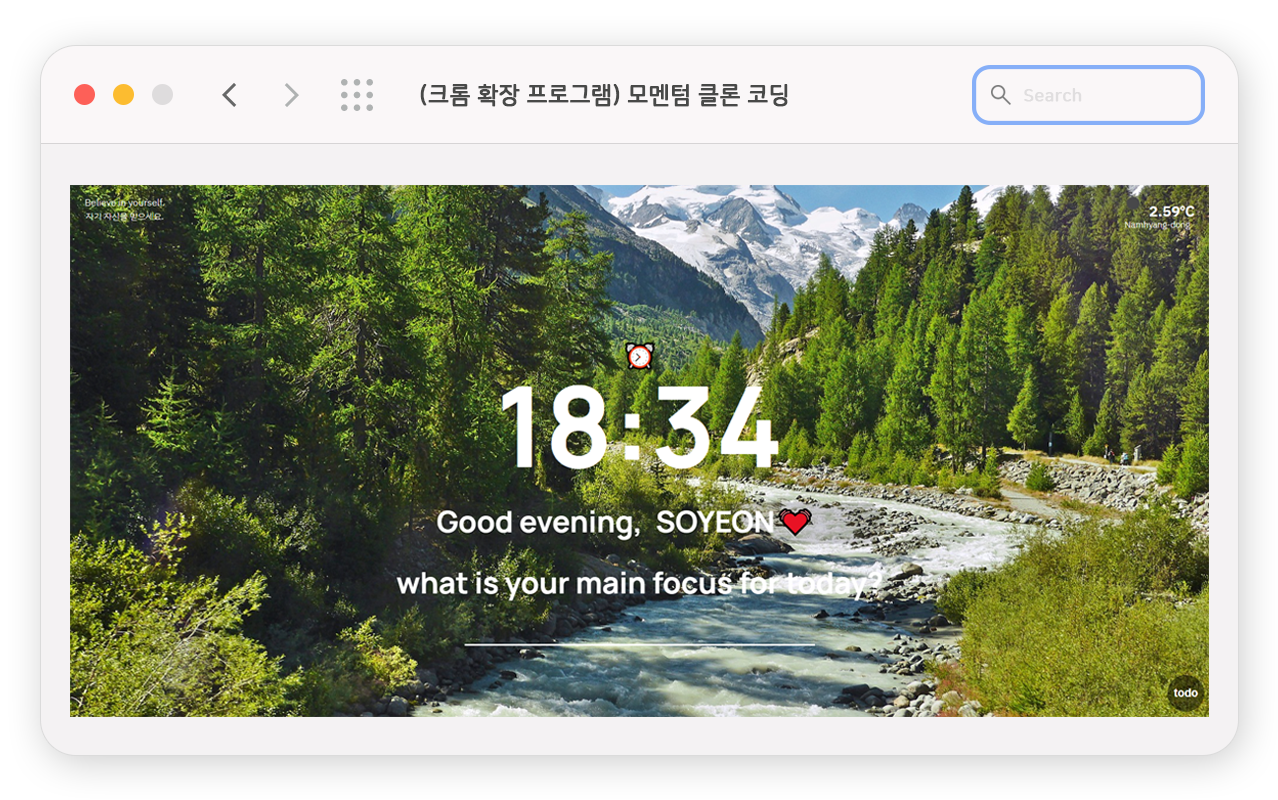 (크롬 확장 프로그램) 모멘텀 클론 코딩
Search
Believe in yourself.
자기 자신을 믿으세요.
2.59°C
Namhyang-dong
18:34
Good evening, SOYEON
what is your main focus for today?
todo